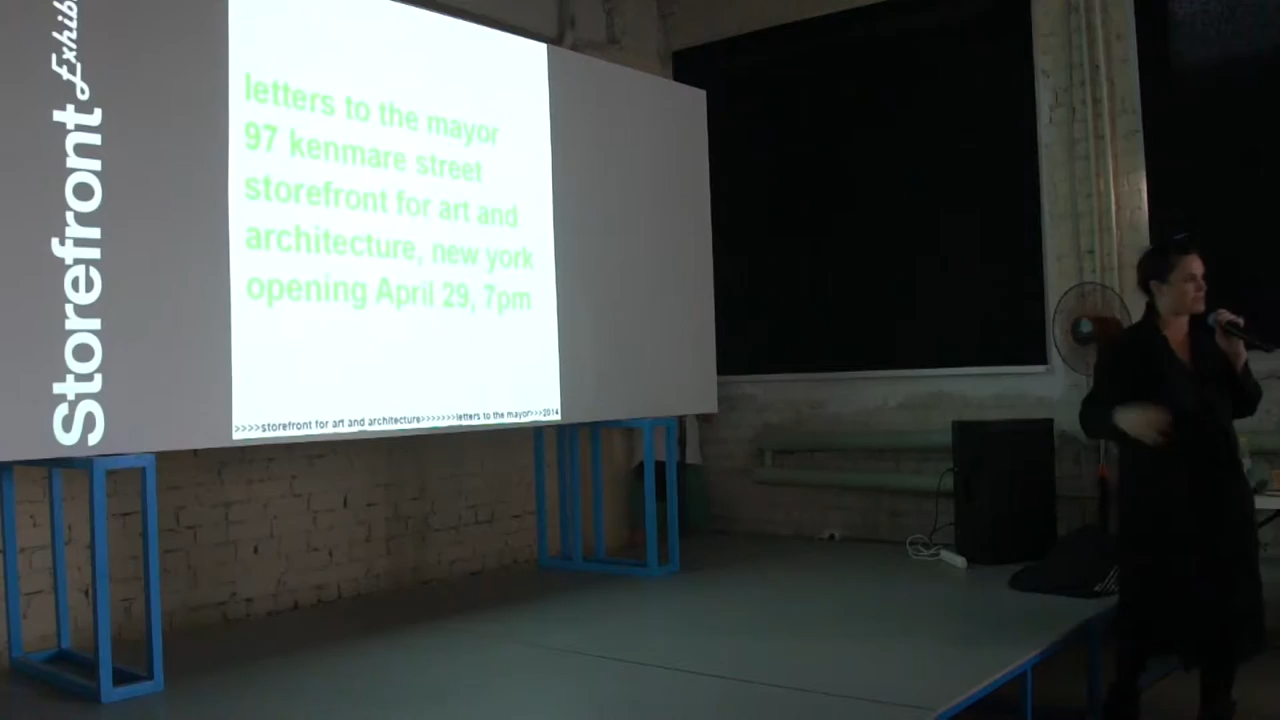 Storefront Exhib
letters to the mayor
97 kenmare street
storefront for art and
architecture, new york
opening April 29, 7pm
>>>>storefront for art and architecture>>>>>>>letters to the mayor>>>2014